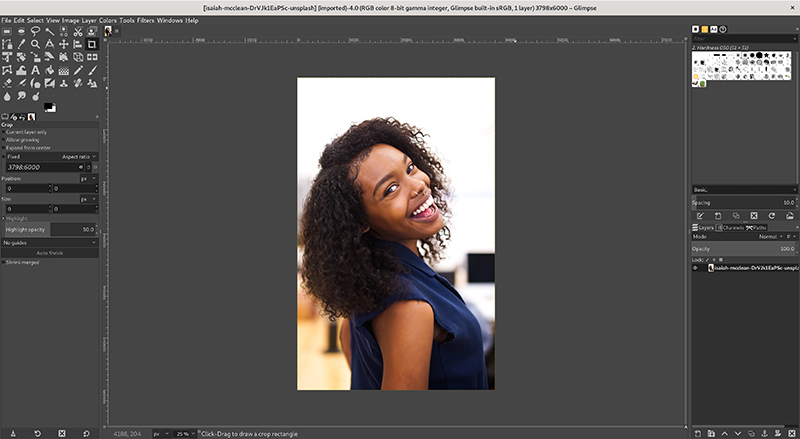 [isaiah-mcclean-DrVJk1EaPSc-unsplash] (imported)-4.0 (RGB color 8-bit gamma integer, Glimpse built-in sRGB, 1 layer) 3798x6000 – Glimpse
File Edit Select View Image Layer Colors Tools Filters Windows Help
Crop
Current layer only
Allow growing
Expand from center
Fixed Aspect ratio
3798:6000
Position: px
0 0
Size: px
0 0
Highlight
Highlight opacity 50.0
No guides
Auto Shrink
Shrink merged
4188, 204 px 25 % Click-Drag to draw a crop rectangle
2. Hardness 050 (51 × 51)
Basic,
Spacing 10.0
Layers Channels Paths
Mode Normal
Opacity 100.0
Lock:
isaiah-mcclean-DrVJk1EaPSc-unspl